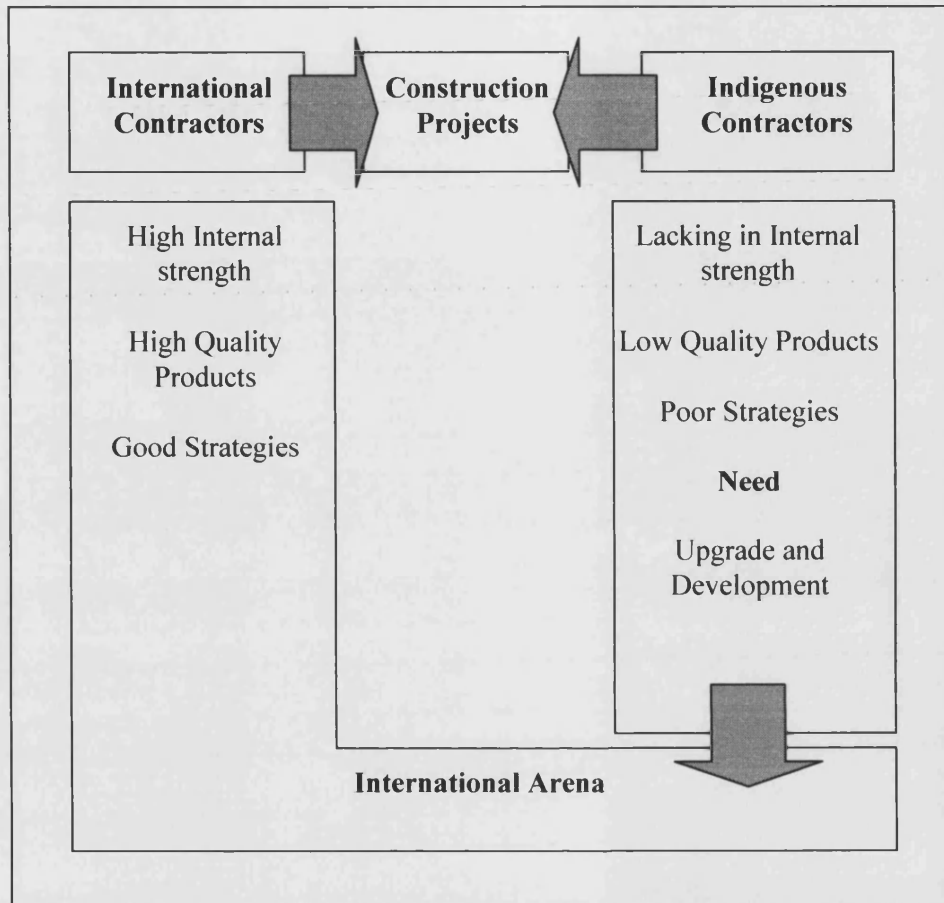 International
Contractors
Construction
Projects
Indigenous
Contractors
High Internal
strength
High Quality
Products
Good Strategies
Lacking in Internal
strength
Low Quality Products
Poor Strategies
Need
Upgrade and
Development
International Arena